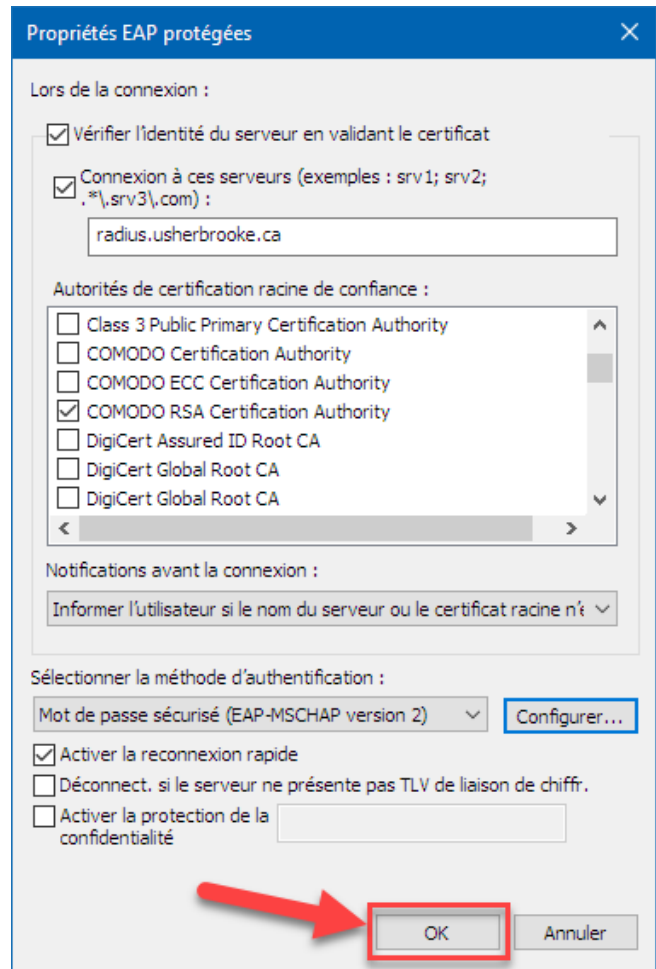 Propriétés EAP protégées
Lors de la connexion :
Vérifier l'identité du serveur en validant le certificat
Connexion à ces serveurs (exemples : srv1; srv2;
.*\.srv3\.com) :
radius.usherbrooke.ca
Autorités de certification racine de confiance :
Class 3 Public Primary Certification Authority
COMODO Certification Authority
COMODO ECC Certification Authority
COMODO RSA Certification Authority
DigiCert Assured ID Root CA
DigiCert Global Root CA
DigiCert Global Root CA
Notifications avant la connexion :
Informer l'utilisateur si le nom du serveur ou le certificat racine n'e
Sélectionner la méthode d'authentification :
Mot de passe sécurisé (EAP-MSCHAP version 2)
Configurer...
Activer la reconnexion rapide
Déconnect. si le serveur ne présente pas TLV de liaison de chiffr.
Activer la protection de la
confidentialité
OK
Annuler